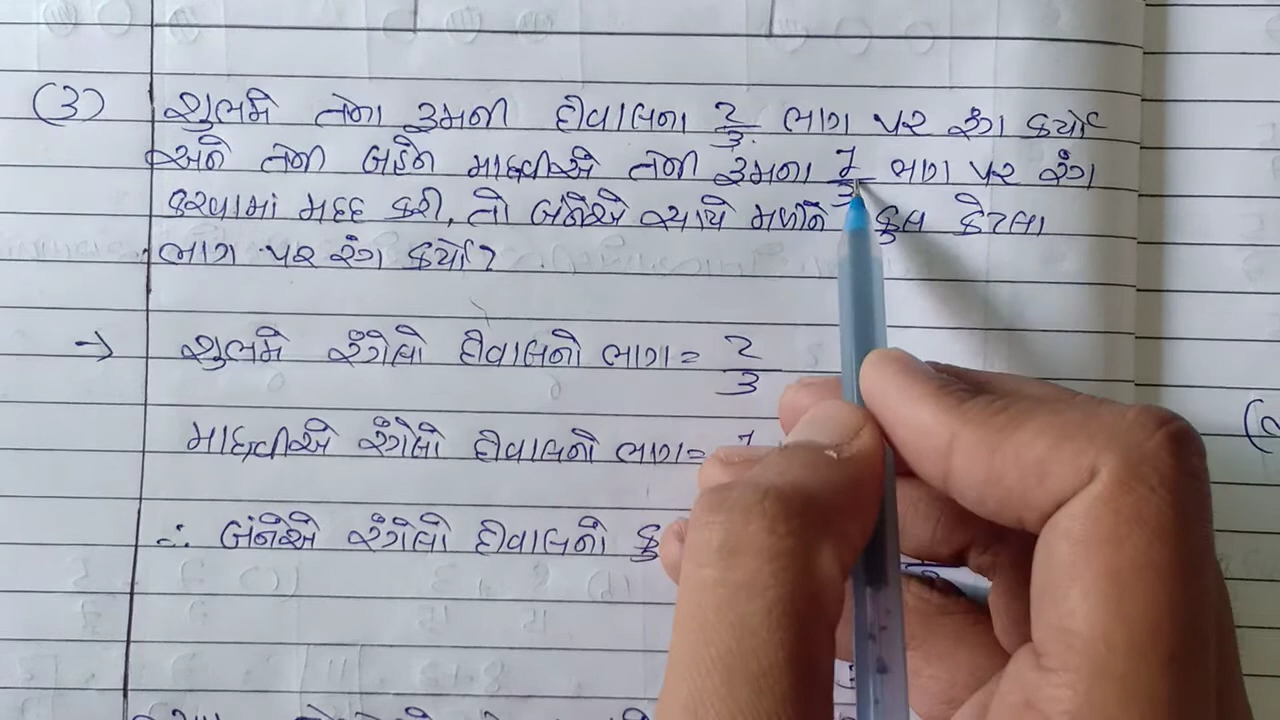 (3) શુભમે તેના રૂમની દીવાલના 2/3 ભાગ પર રંગ કર્યો
અને તેની બહેન માધવીએ તેની રૂમના 1/3 ભાગ પર રંગ
કરવામાં મદદ કરી, તો બંનેએ સાથે મળીને કુલ કેટલા
ભાગ પર રંગ કર્યો?
→ શુભમે રંગેલો દીવાલનો ભાગ = 2/3
માધવીએ રંગેલો દીવાલનો ભાગ = 1
∴ બંનેએ રંગેલો દીવાલનો કુ